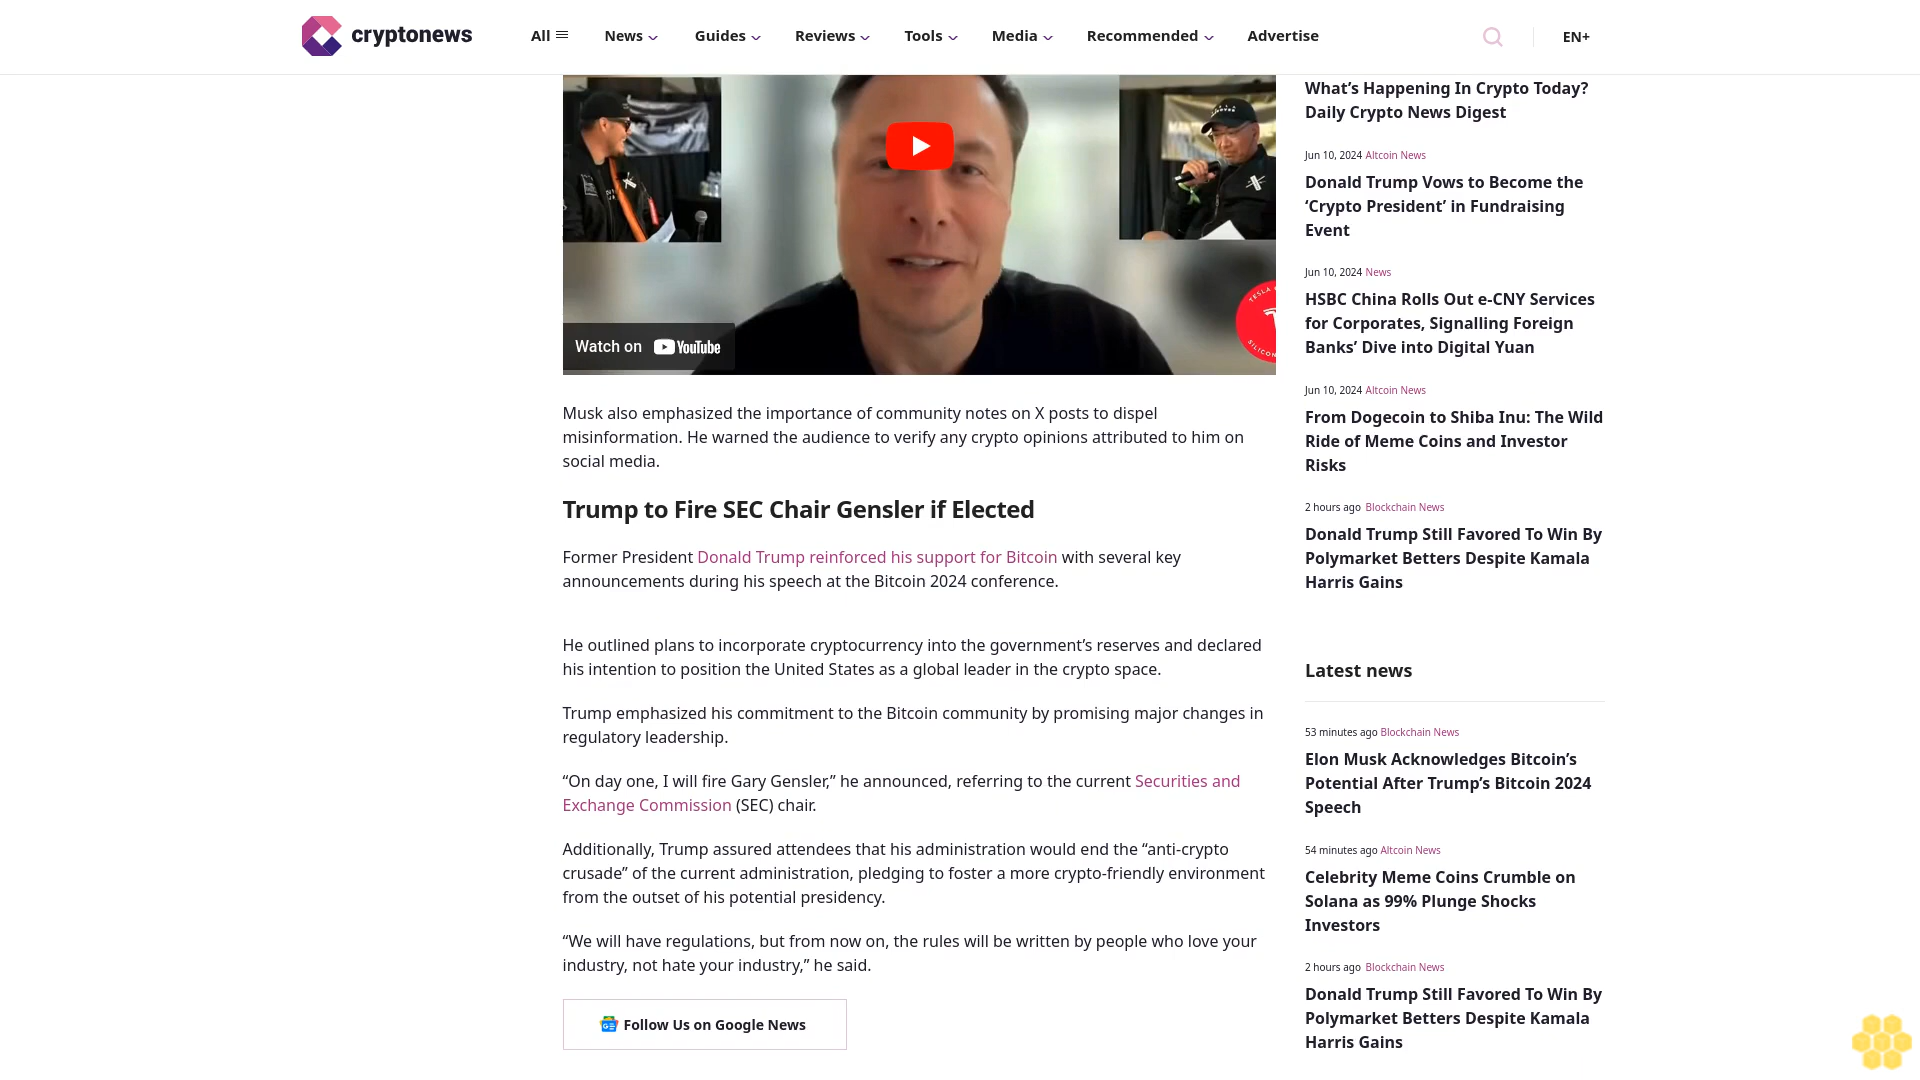 cryptonews
All
News
Guides
Reviews
Tools
Media
Recommended
Advertise
EN+
Watch on YouTube
Musk also emphasized the importance of community notes on X posts to dispel
misinformation. He warned the audience to verify any crypto opinions attributed to him on
social media.
Trump to Fire SEC Chair Gensler if Elected
Former President Donald Trump reinforced his support for Bitcoin with several key
announcements during his speech at the Bitcoin 2024 conference.
He outlined plans to incorporate cryptocurrency into the government’s reserves and declared
his intention to position the United States as a global leader in the crypto space.
Trump emphasized his commitment to the Bitcoin community by promising major changes in
regulatory leadership.
“On day one, I will fire Gary Gensler,” he announced, referring to the current Securities and
Exchange Commission (SEC) chair.
Additionally, Trump assured attendees that his administration would end the “anti-crypto
crusade” of the current administration, pledging to foster a more crypto-friendly environment
from the outset of his potential presidency.
“We will have regulations, but from now on, the rules will be written by people who love your
industry, not hate your industry,” he said.
Follow Us on Google News
What’s Happening In Crypto Today?
Daily Crypto News Digest
Jun 10, 2024 Altcoin News
Donald Trump Vows to Become the
‘Crypto President’ in Fundraising
Event
Jun 10, 2024 News
HSBC China Rolls Out e-CNY Services
for Corporates, Signalling Foreign
Banks’ Dive into Digital Yuan
Jun 10, 2024 Altcoin News
From Dogecoin to Shiba Inu: The Wild
Ride of Meme Coins and Investor
Risks
2 hours ago Blockchain News
Donald Trump Still Favored To Win By
Polymarket Betters Despite Kamala
Harris Gains
Latest news
53 minutes ago Blockchain News
Elon Musk Acknowledges Bitcoin’s
Potential After Trump’s Bitcoin 2024
Speech
54 minutes ago Altcoin News
Celebrity Meme Coins Crumble on
Solana as 99% Plunge Shocks
Investors
2 hours ago Blockchain News
Donald Trump Still Favored To Win By
Polymarket Betters Despite Kamala
Harris Gains